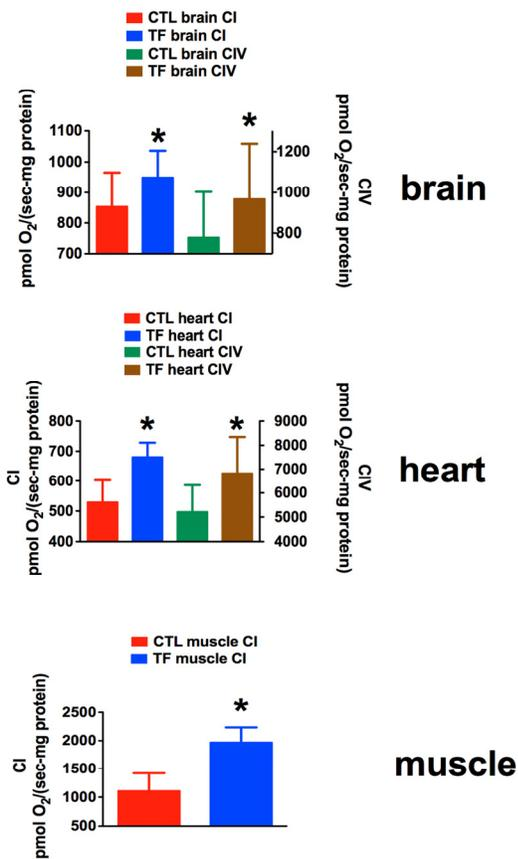 CTL brain CI
TF brain CI
CTL brain CIV
TF brain CIV
pmol O2/(sec-mg protein)
1100
1000
900
800
700
*
*
1200
1000
800
CIV
pmol O2/sec-mg protein)
brain
CTL heart CI
TF heart CI
CTL heart CIV
TF heart CIV
CI
pmol O2/(sec-mg protein)
800
700
600
500
400
*
*
9000
8000
7000
6000
5000
4000
CIV
pmol O2/sec-mg protein)
heart
CTL muscle CI
TF muscle CI
CI
pmol O2/(sec-mg protein)
2500
2000
1500
1000
500
*
muscle